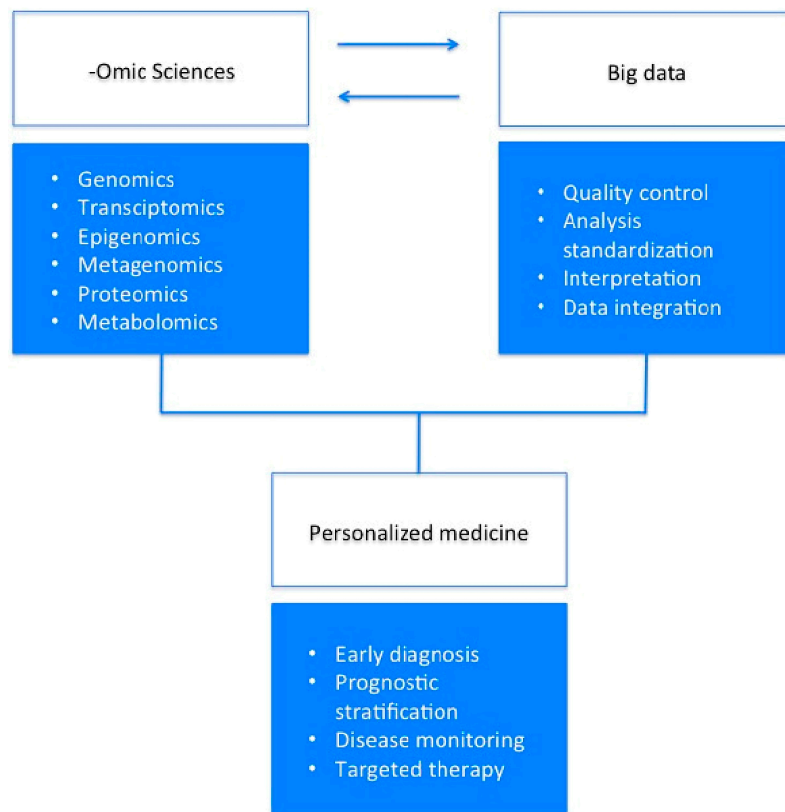 -Omic Sciences
Big data
• Genomics
• Transciptomics
• Epigenomics
• Metagenomics
• Proteomics
• Metabolomics
• Quality control
• Analysis
standardization
• Interpretation
• Data integration
Personalized medicine
• Early diagnosis
• Prognostic
stratification
• Disease monitoring
• Targeted therapy